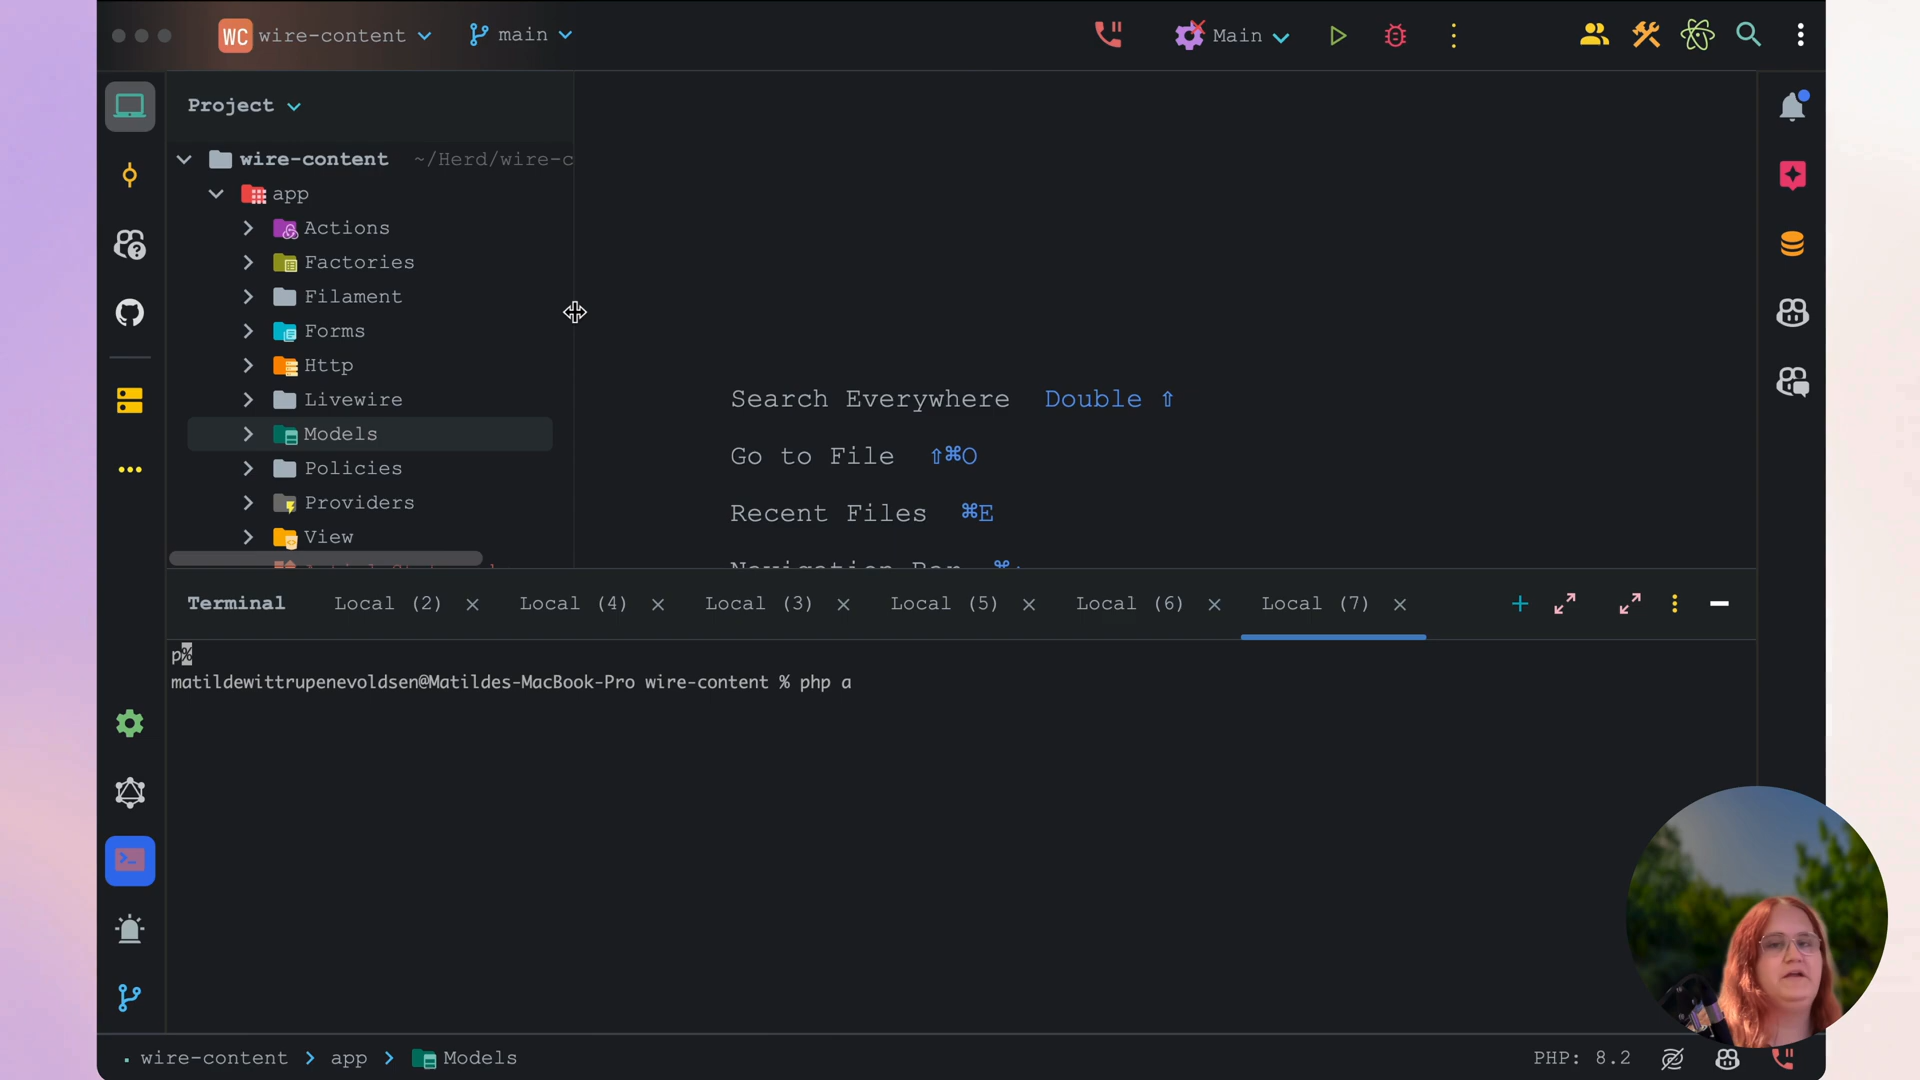 WC wire-content main Main
Project
wire-content ~/Herd/wire-c
app
Actions
Factories
Filament
Forms
Http
Livewire
Models
Policies
Providers
View
Search Everywhere Double ⇧
Go to File ⇧⌘O
Recent Files ⌘E
Terminal Local (2) Local (4) Local (3) Local (5) Local (6) Local (7)
p%
matildewittrupenevoldsen@Matildes-MacBook-Pro wire-content % php a
wire-content app Models PHP: 8.2